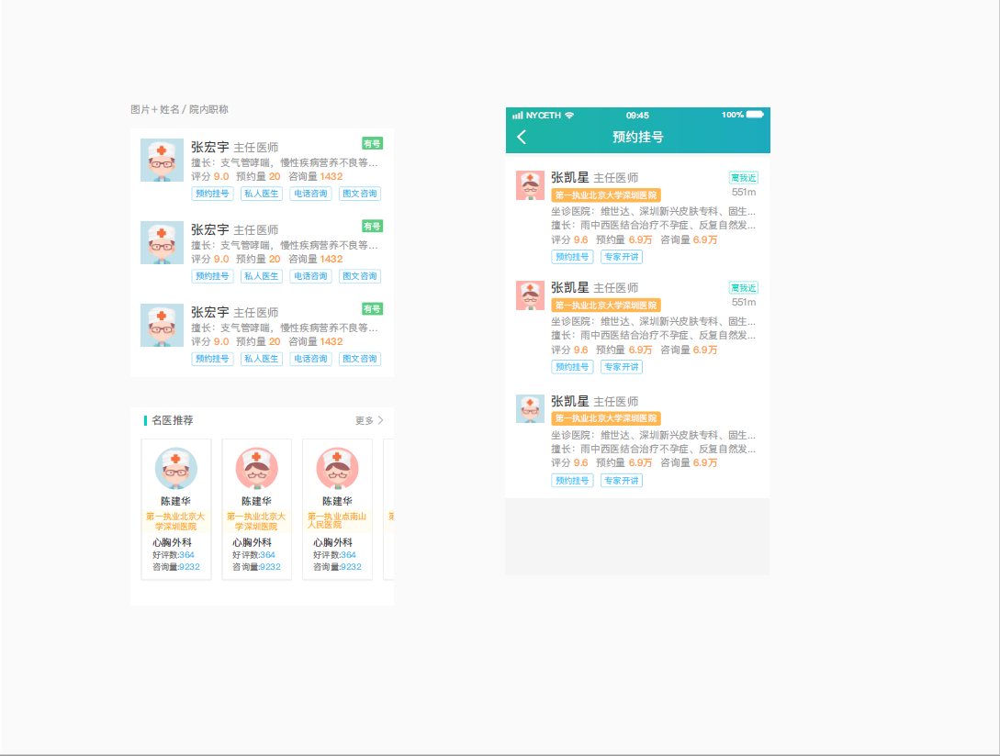 图片+姓名 / 院内职称
张宏宇 主任医师 有号
擅长：支气管哮喘，慢性疾病营养不良等...
评分 9.0 预约量 20 咨询量 1432
预约挂号 私人医生 电话咨询 图文咨询
张宏宇 主任医师 有号
擅长：支气管哮喘，慢性疾病营养不良等...
评分 9.0 预约量 20 咨询量 1432
预约挂号 私人医生 电话咨询 图文咨询
张宏宇 主任医师 有号
擅长：支气管哮喘，慢性疾病营养不良等...
评分 9.0 预约量 20 咨询量 1432
预约挂号 私人医生 电话咨询 图文咨询
名医推荐 更多
陈建华
第一执业北京大
学深圳医院
心胸外科
好评数:364
咨询量:9232
陈建华
第一执业北京大
学深圳医院
心胸外科
好评数:364
咨询量:9232
陈建华
第一执业点南山
人民医院
心胸外科
好评数:364
咨询量:9232
NYCETH 09:45 100%
预约挂号
张凯星 主任医师 离我近
第一执业北京大学深圳医院 551m
坐诊医院：维世达、深圳新兴皮肤专科、固生...
擅长：雨中西医结合治疗不孕症、反复自然发...
评分 9.6 预约量 6.9万 咨询量 6.9万
预约挂号 专家开讲
张凯星 主任医师 离我近
第一执业北京大学深圳医院 551m
坐诊医院：维世达、深圳新兴皮肤专科、固生...
擅长：雨中西医结合治疗不孕症、反复自然发...
评分 9.6 预约量 6.9万 咨询量 6.9万
预约挂号 专家开讲
张凯星 主任医师
第一执业北京大学深圳医院
坐诊医院：维世达、深圳新兴皮肤专科、固生...
擅长：雨中西医结合治疗不孕症、反复自然发...
评分 9.6 预约量 6.9万 咨询量 6.9万
预约挂号 专家开讲